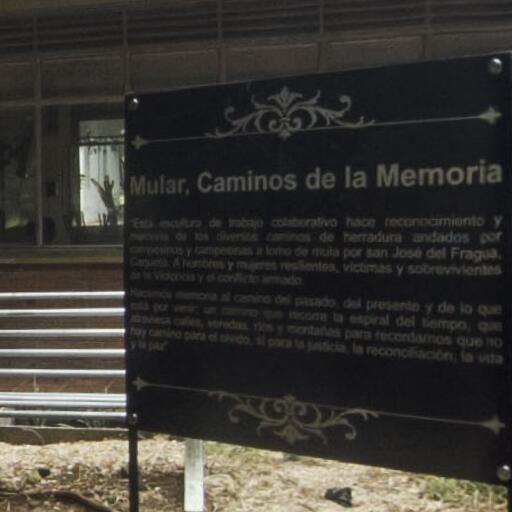 Mular, Caminos de la Memoria
"Esta escultura de trabajo colaborativo hace reconocimiento y
memoria de los diversos caminos de herradura andados por
campesinos y campesinas a lomo de mula por san José del Fragua,
Caquetá. A hombres y mujeres resilientes, víctimas y sobrevivientes
de la Violencia y el conflicto armado.
Hacemos memoria al camino del pasado, del presente y de lo que
está por venir; un camino que recorre la espiral del tiempo, que
atraviesa calles, veredas, ríos y montañas para recordarnos que no
hay camino para el olvido, sí para la justicia, la reconciliación, la vida
y la paz"